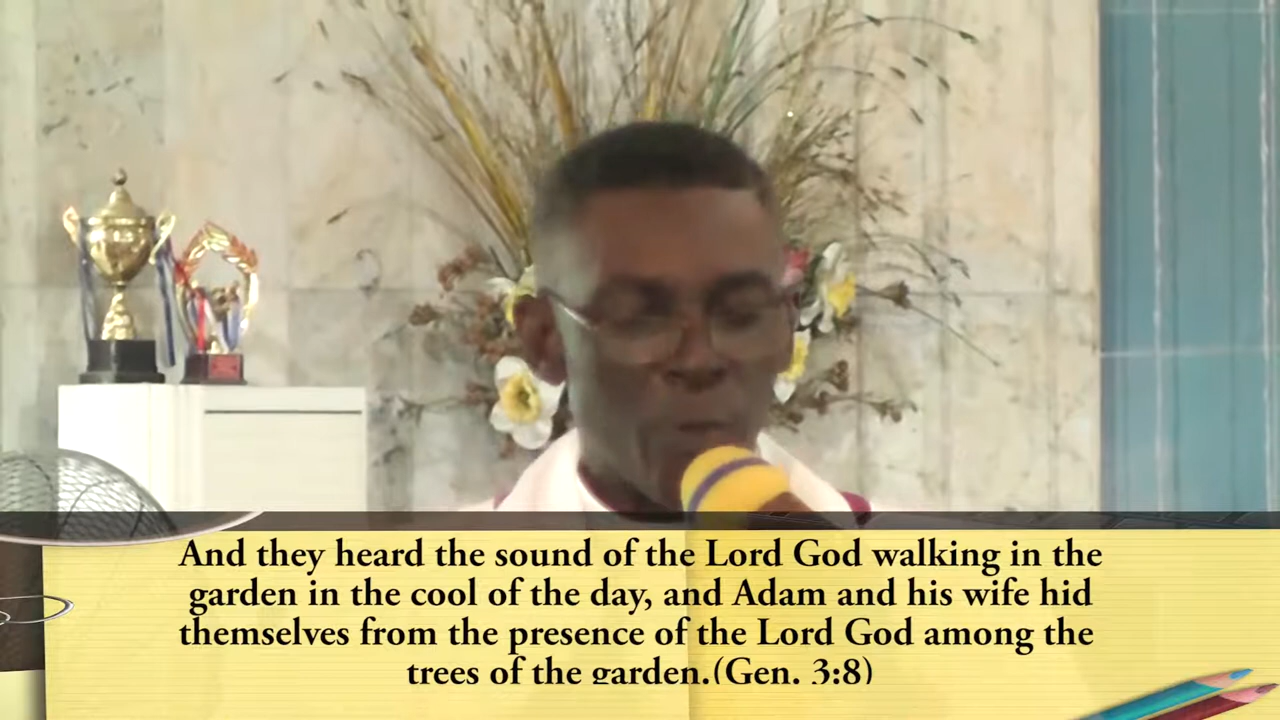 And they heard the sound of the Lord God walking in the
garden in the cool of the day, and Adam and his wife hid
themselves from the presence of the Lord God among the
trees of the garden.(Gen. 3:8)